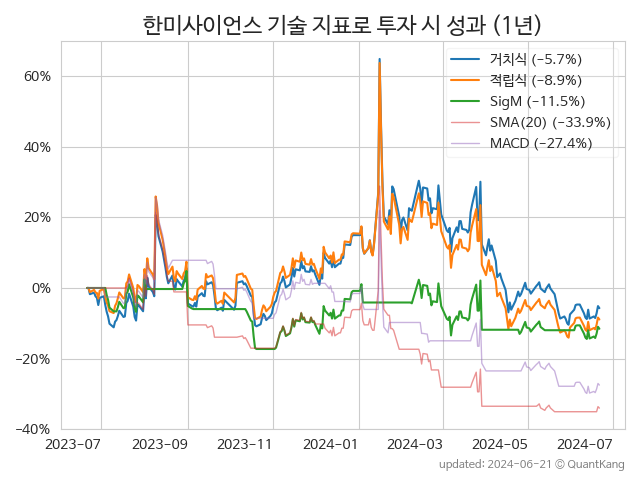 한미사이언스 기술 지표로 투자 시 성과 (1년)
거치식 (−5.7%)
적립식 (−8.9%)
SigM (−11.5%)
SMA(20) (−33.9%)
MACD (−27.4%)
60%
40%
20%
0%
−20%
−40%
2023−07 2023−09 2023−11 2024−01 2024−03 2024−05 2024−07
updated: 2024−06−21 © QuantKang